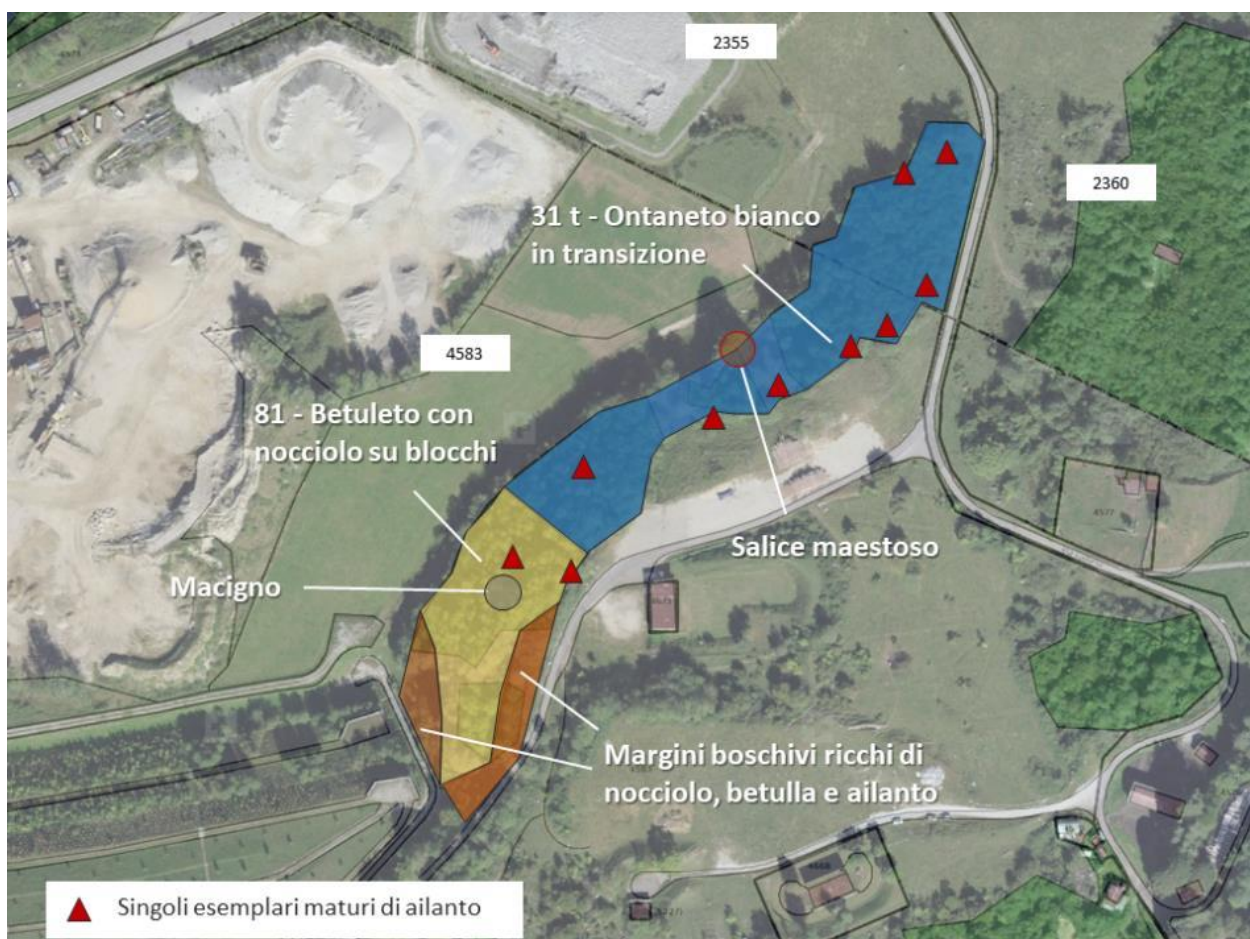 2355
2360
31 t - Ontaneto bianco
in transizione
4583
81 - Betuleto con
nocciolo su blocchi
Salice maestoso
Macigno
Margini boschivi ricchi di
nocciolo, betulla e ailanto
Singoli esemplari maturi di ailanto